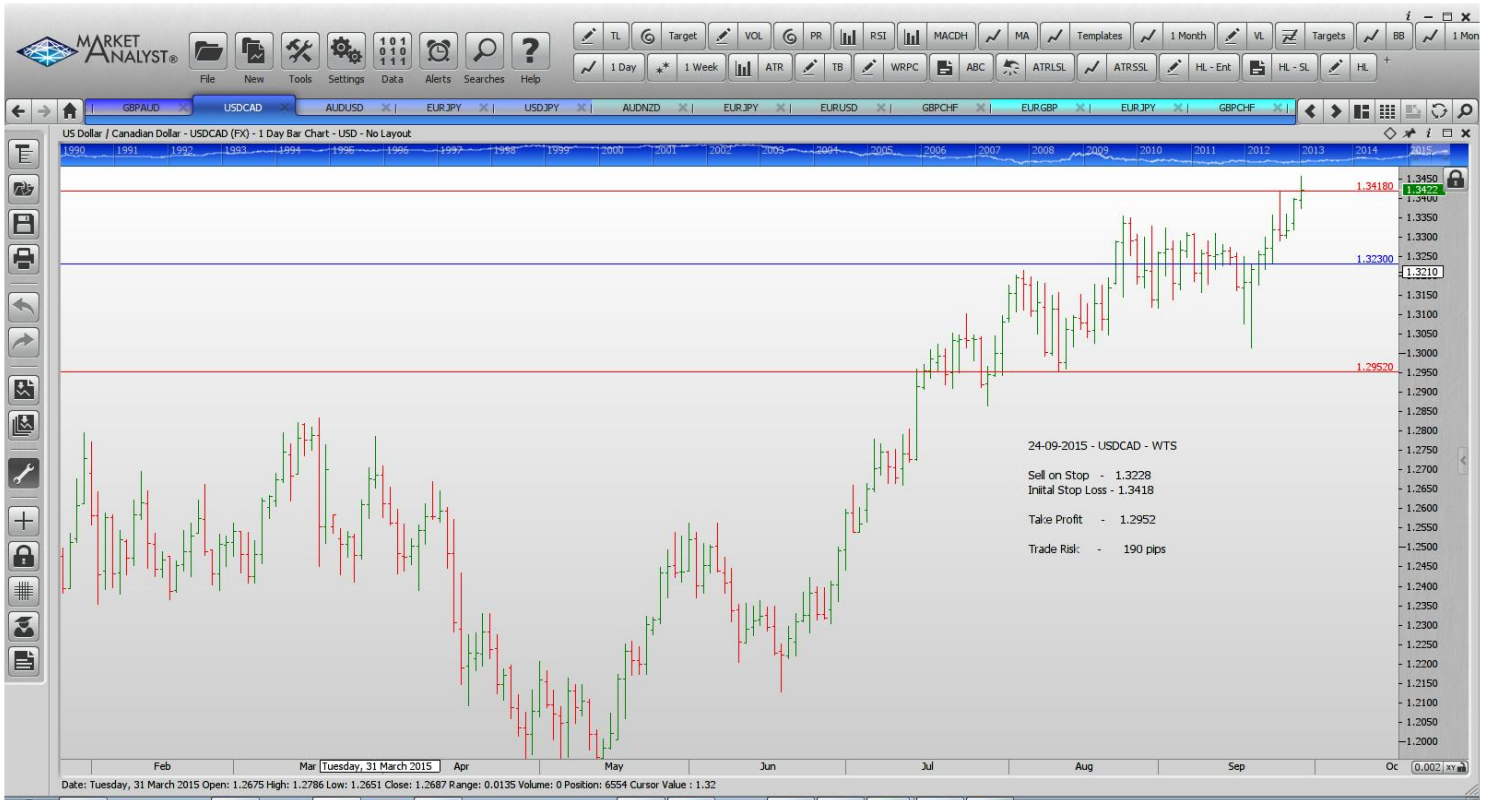 MARKET
ANALYST®
File New Tools Settings Data Alerts Searches Help
101
010
111
TL Target VOL PR RSI MACDH MA Templates 1 Month VL Targets BB 1 Mon
1 Day 1 Week ATR TB WRPC ABC ATRLSL ATRSSL HL - Ent HL - SL HL +
GBPAUD USDCAD AUDUSD EURJPY USDJPY AUDNZD EURJPY EURUSD GBPCHF EURGBP EURJPY GBPCHF
US Dollar / Canadian Dollar - USDCAD (FX) - 1 Day Bar Chart - USD - No Layout
1990 1991 1992 1993 1994 1995 1996 1997 1998 1999 2000 2001 2002 2003 2004 2005 2006 2007 2008 2009 2010 2011 2012 2013 2014 2015
1.3450
1.34180
1.3422
1.3400
1.3350
1.3300
1.3250
1.32300
1.3210
1.3150
1.3100
1.3050
1.3000
1.2950
1.29520
1.2900
1.2850
1.2800
1.2750
1.2700
1.2650
1.2600
1.2550
1.2500
1.2450
1.2400
1.2350
1.2300
1.2250
1.2200
1.2150
1.2100
1.2050
1.2000
24-09-2015 - USDCAD - WTS
Sell on Stop - 1.3228
Iniital Stop Loss - 1.3418
Take Profit - 1.2952
Trade Risk - 190 pips
Feb Mar Tuesday, 31 March 2015 Apr May Jun Jul Aug Sep Oc 0.002 XY
Date: Tuesday, 31 March 2015 Open: 1.2675 High: 1.2786 Low: 1.2651 Close: 1.2687 Range: 0.0135 Volume: 0 Position: 6554 Cursor Value : 1.32